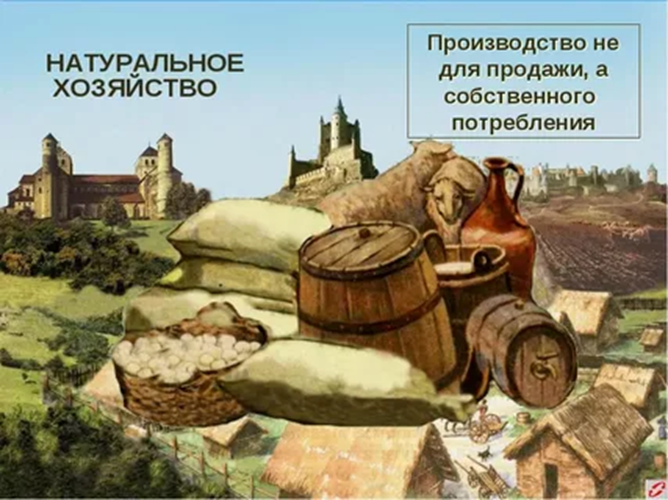 НАТУРАЛЬНОЕ
ХОЗЯЙСТВО
Производство не
для продажи, а
собственного
потребления